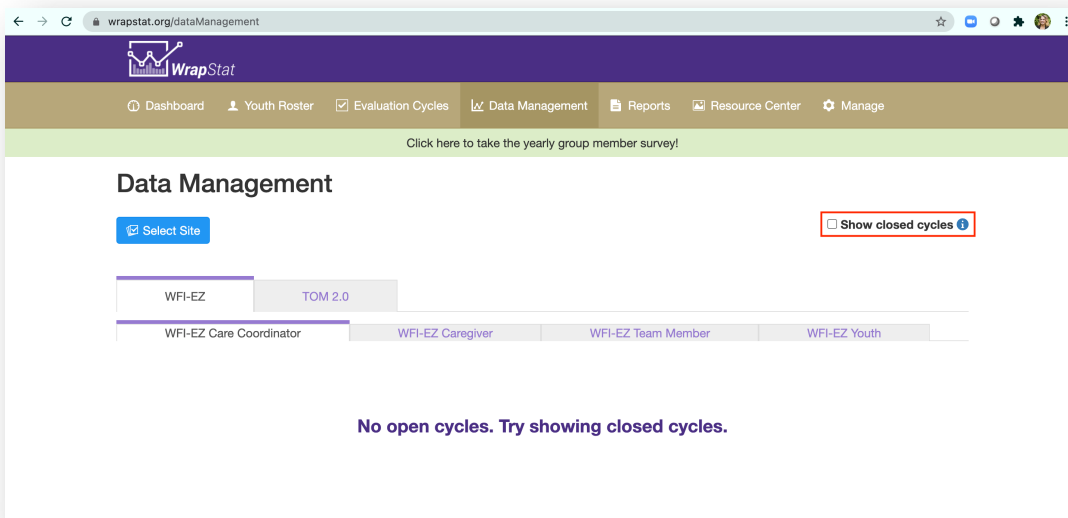 wrapstat.org/dataManagement
WrapStat
Dashboard Youth Roster Evaluation Cycles Data Management Reports Resource Center Manage
Click here to take the yearly group member survey!
Data Management
Select Site
Show closed cycles
WFI-EZ TOM 2.0
WFI-EZ Care Coordinator WFI-EZ Caregiver WFI-EZ Team Member WFI-EZ Youth
No open cycles. Try showing closed cycles.